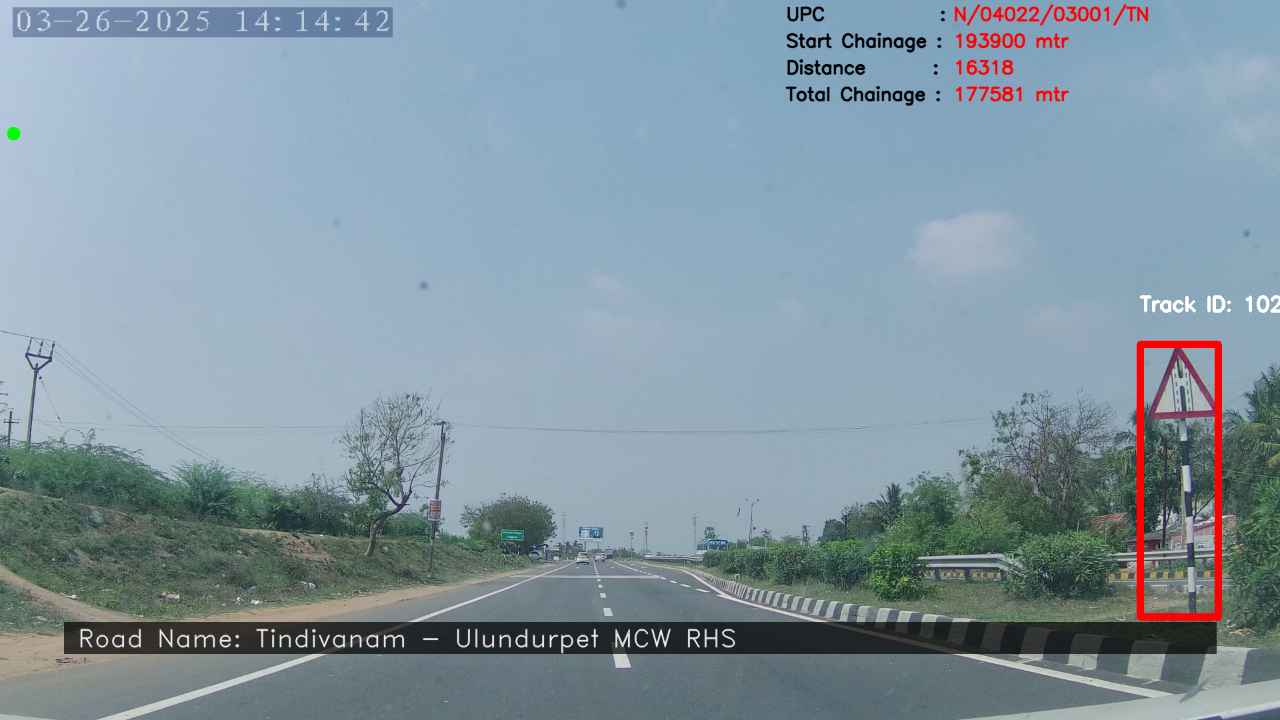 03-26-2025 14:14:42
UPC : N/04022/03001/TN
Start Chainage : 193900 mtr
Distance : 16318
Total Chainage : 177581 mtr
Track ID: 102
Road Name: Tindivanam - Ulundurpet MCW RHS